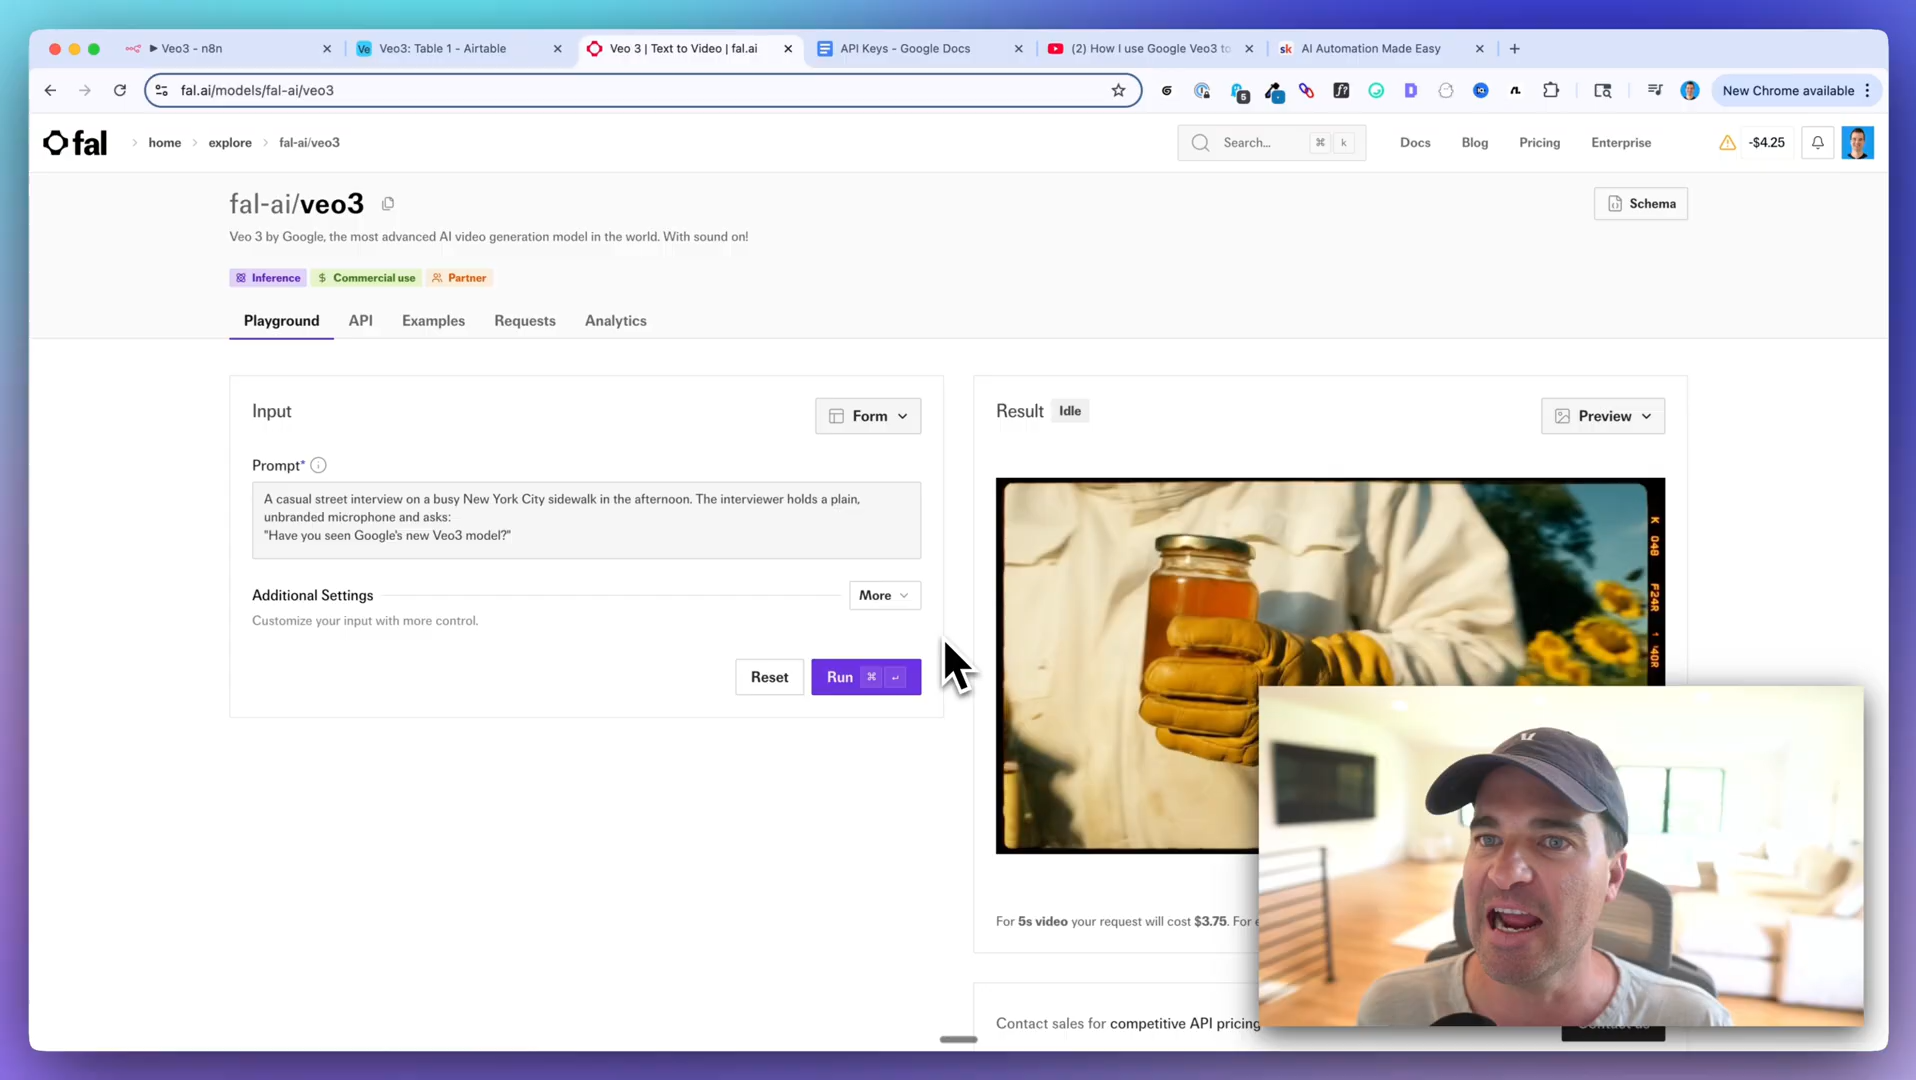 Veo3 - n8n
Veo3: Table 1 - Airtable
Veo 3 | Text to Video | fal.ai
API Keys - Google Docs
(2) How I use Google Veo3 to
sk
AI Automation Made Easy
fal.ai/models/fal-ai/veo3
5
f?
New Chrome available
fal
home
explore
fal-ai/veo3
Search...
⌘
k
Docs
Blog
Pricing
Enterprise
-$4.25
fal-ai/veo3
Schema
Veo 3 by Google, the most advanced AI video generation model in the world. With sound on!
Inference
$ Commercial use
Partner
Playground
API
Examples
Requests
Analytics
Input
Form
Result
Idle
Preview
Prompt*
A casual street interview on a busy New York City sidewalk in the afternoon. The interviewer holds a plain,
unbranded microphone and asks:
"Have you seen Google's new Veo3 model?"
Additional Settings
More
Customize your input with more control.
Reset
Run ⌘ ↵
For 5s video your request will cost $3.75. For
Contact sales for competitive API pricing